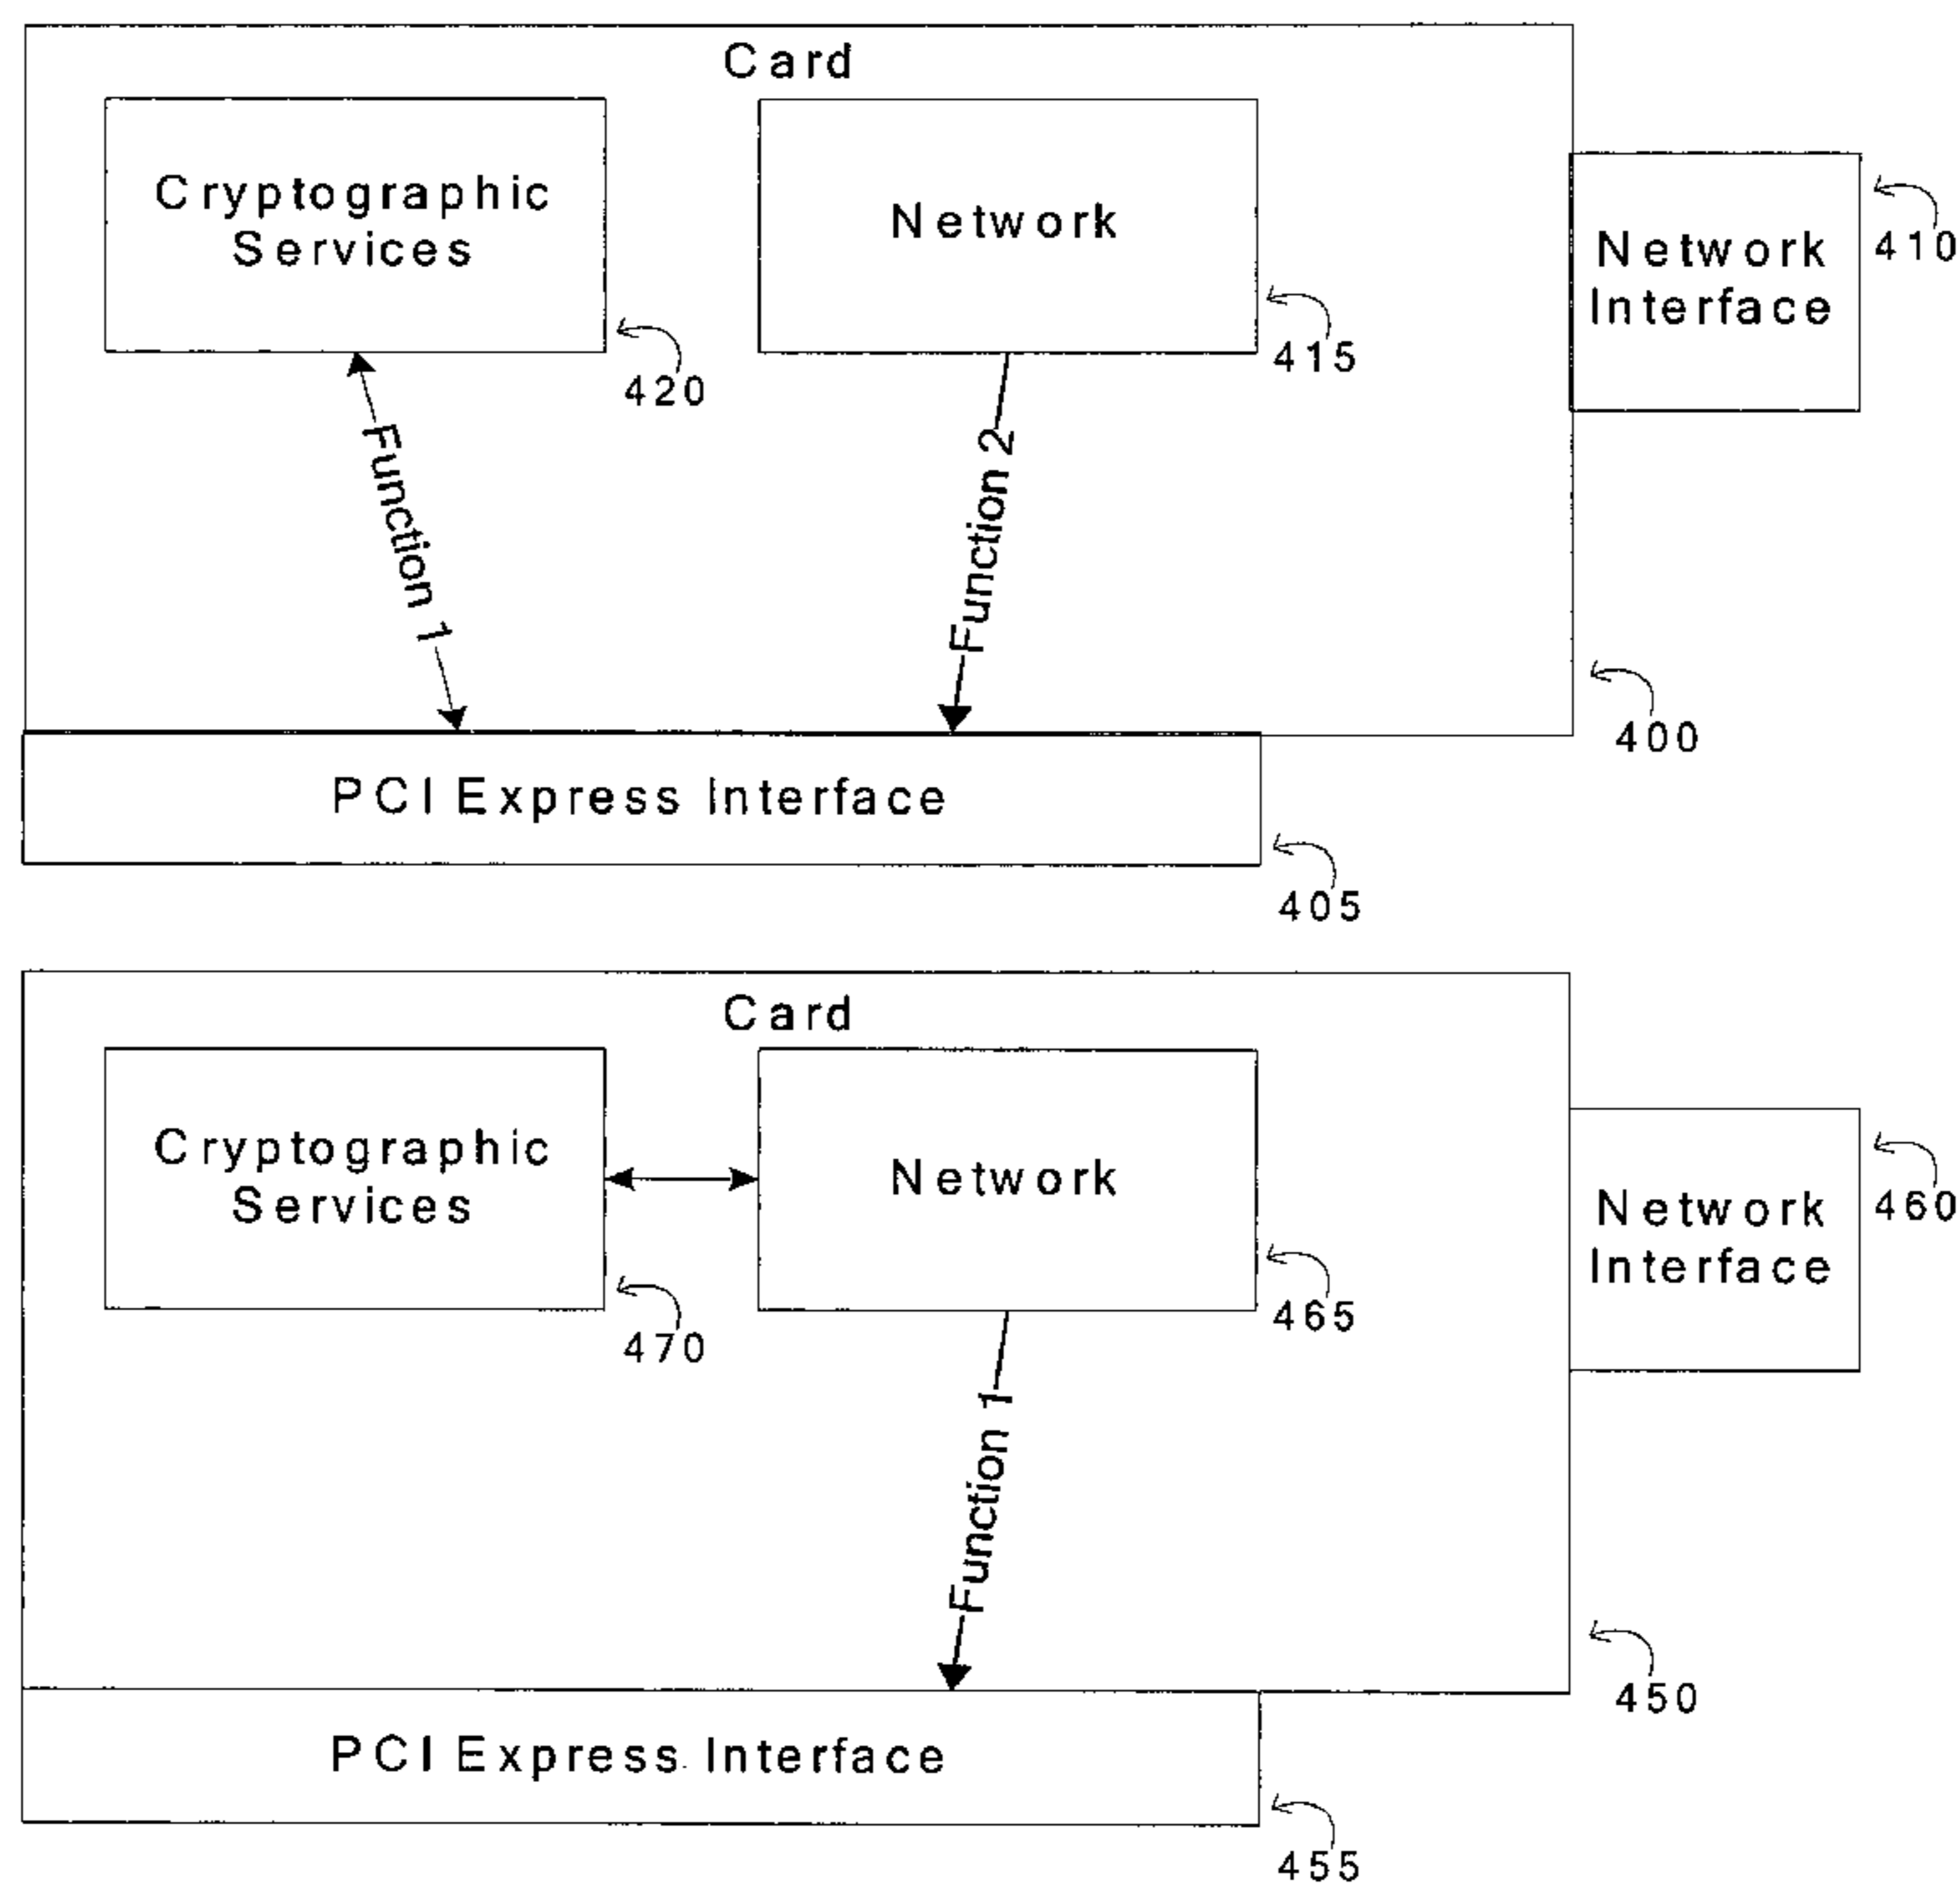 Card
Cryptographic
Services
Network
Network
Interface
410
415
420
Function 1
Function 2
400
PCI Express Interface
405
Card
Cryptographic
Services
Network
Network
Interface
460
465
470
Function 1
450
PCI Express Interface
455